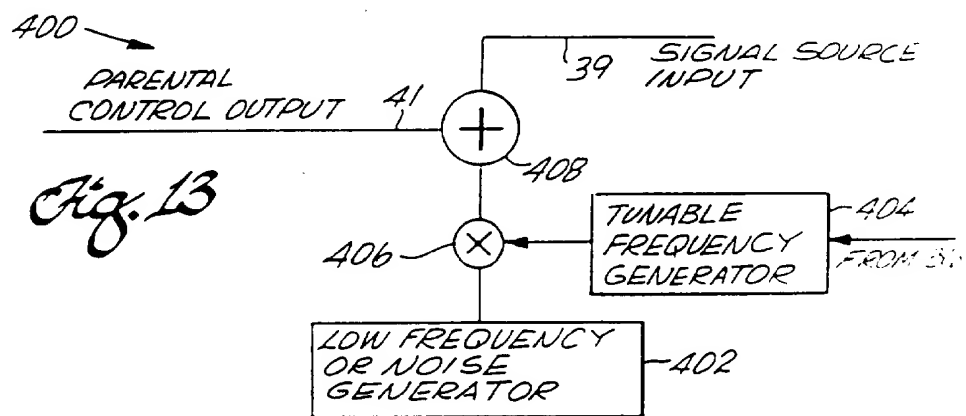 400
39
SIGNAL SOURCE
INPUT
PARENTAL
CONTROL OUTPUT
41
+
408
Fig. 13
406
×
TUNABLE
FREQUENCY
GENERATOR
404
FROM
LOW FREQUENCY
OR NOISE
GENERATOR
402